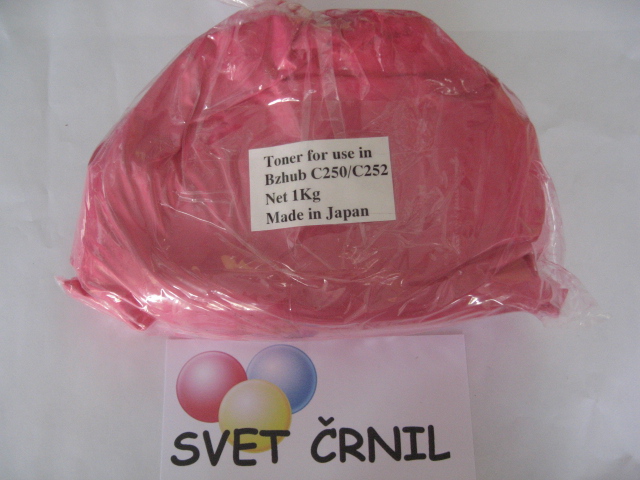 Toner for use in
Bzhub C250/C252
Net 1Kg
Made in Japan
SVET ČRNIL